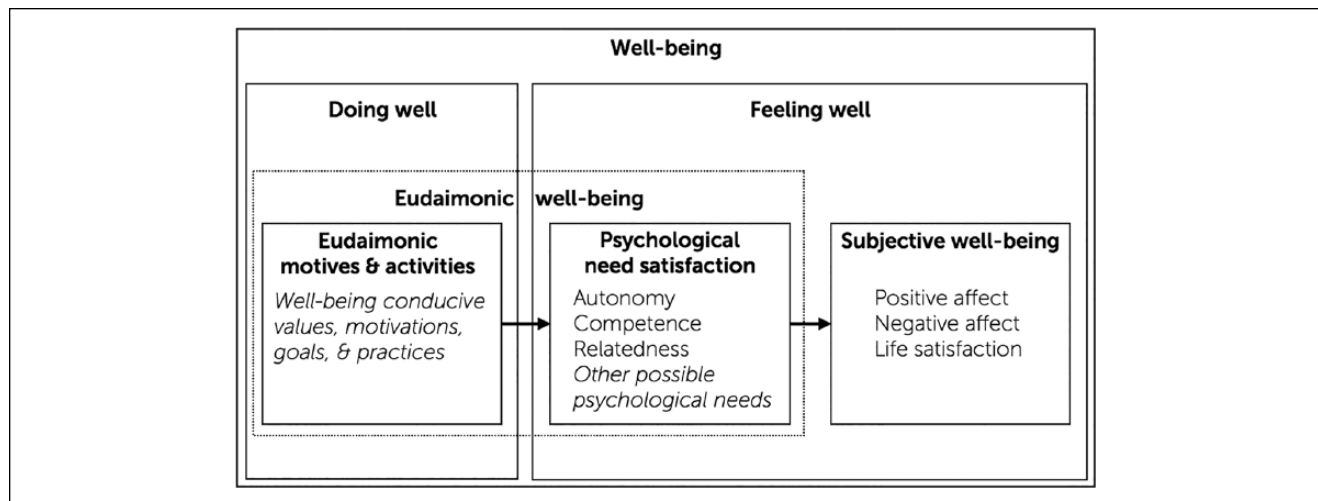 Well-being
Doing well
Feeling well
Eudaimonic well-being
Eudaimonic
motives & activities
Well-being conducive
values, motivations,
goals, & practices
Psychological
need satisfaction
Autonomy
Competence
Relatedness
Other possible
psychological needs
Subjective well-being
Positive affect
Negative affect
Life satisfaction